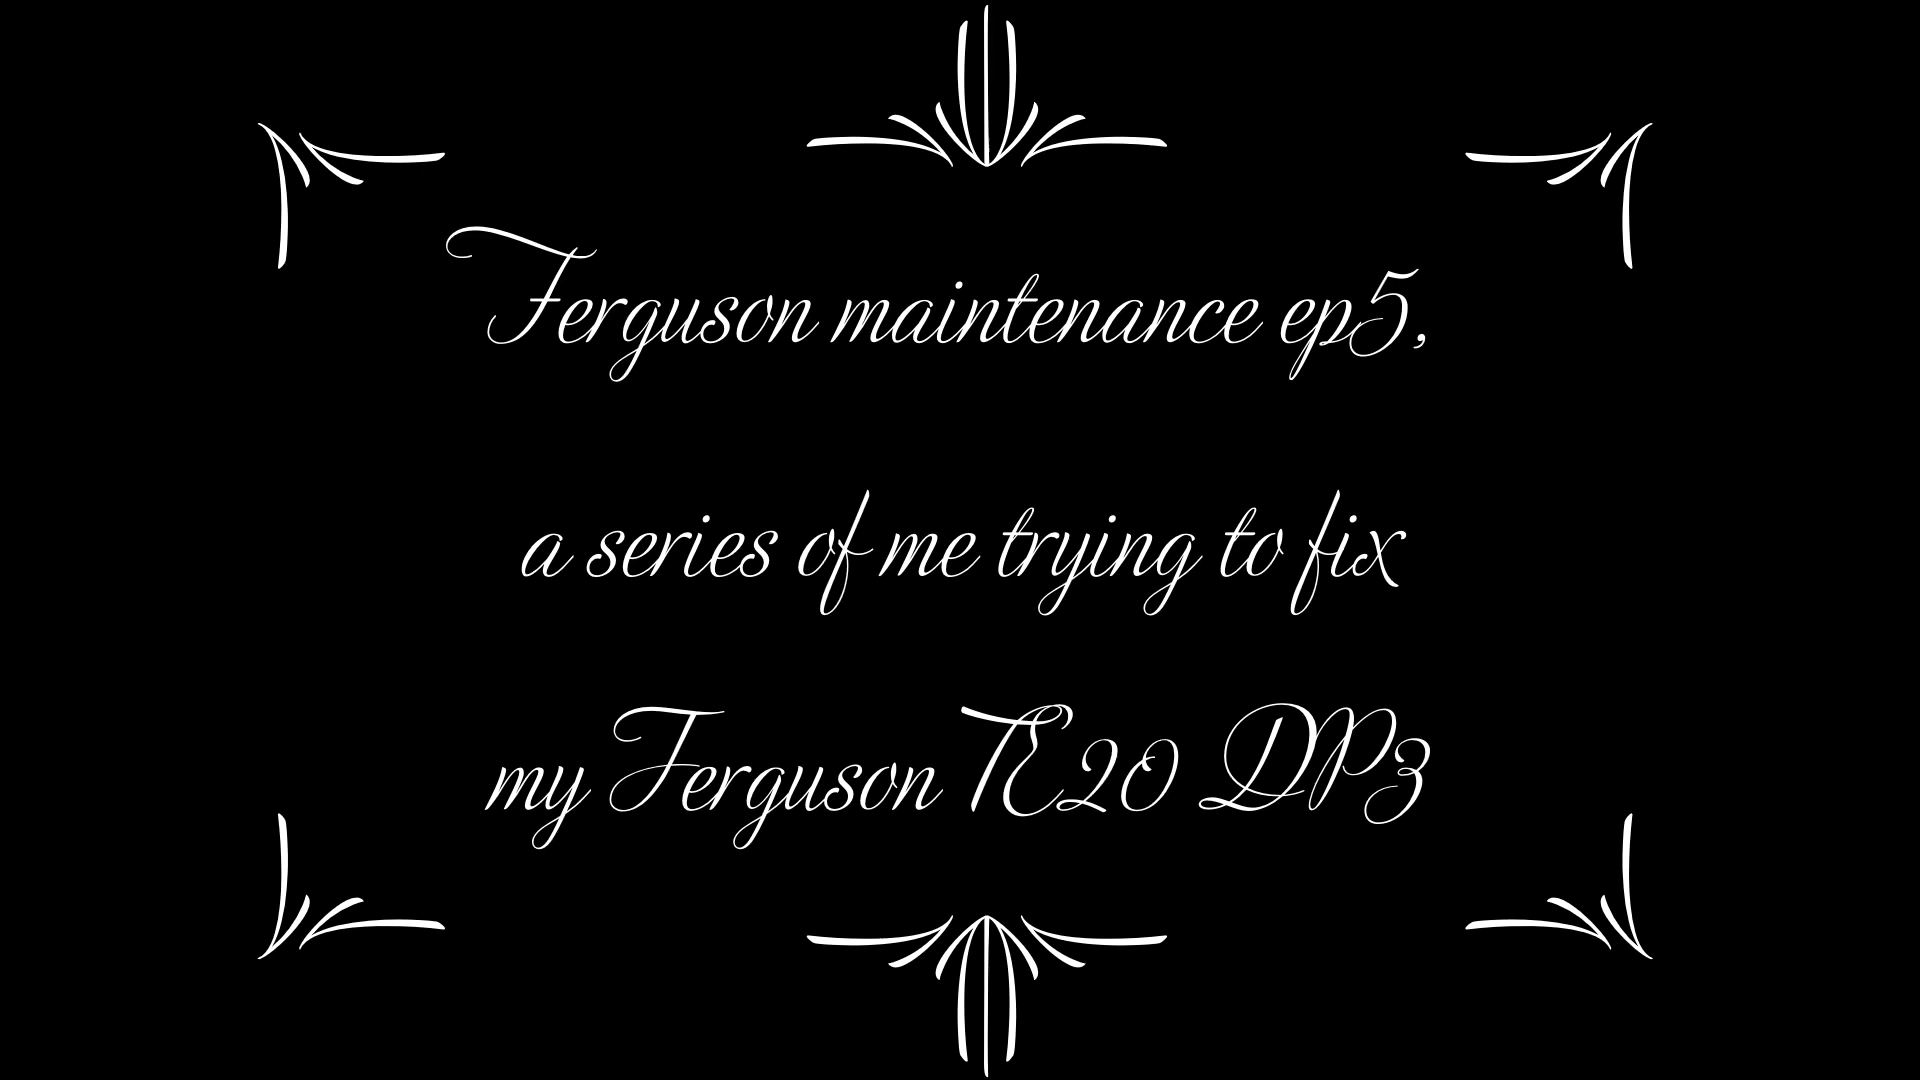 Ferguson maintenance ep5,
a series of me trying to fix
my Ferguson TE20 DP3